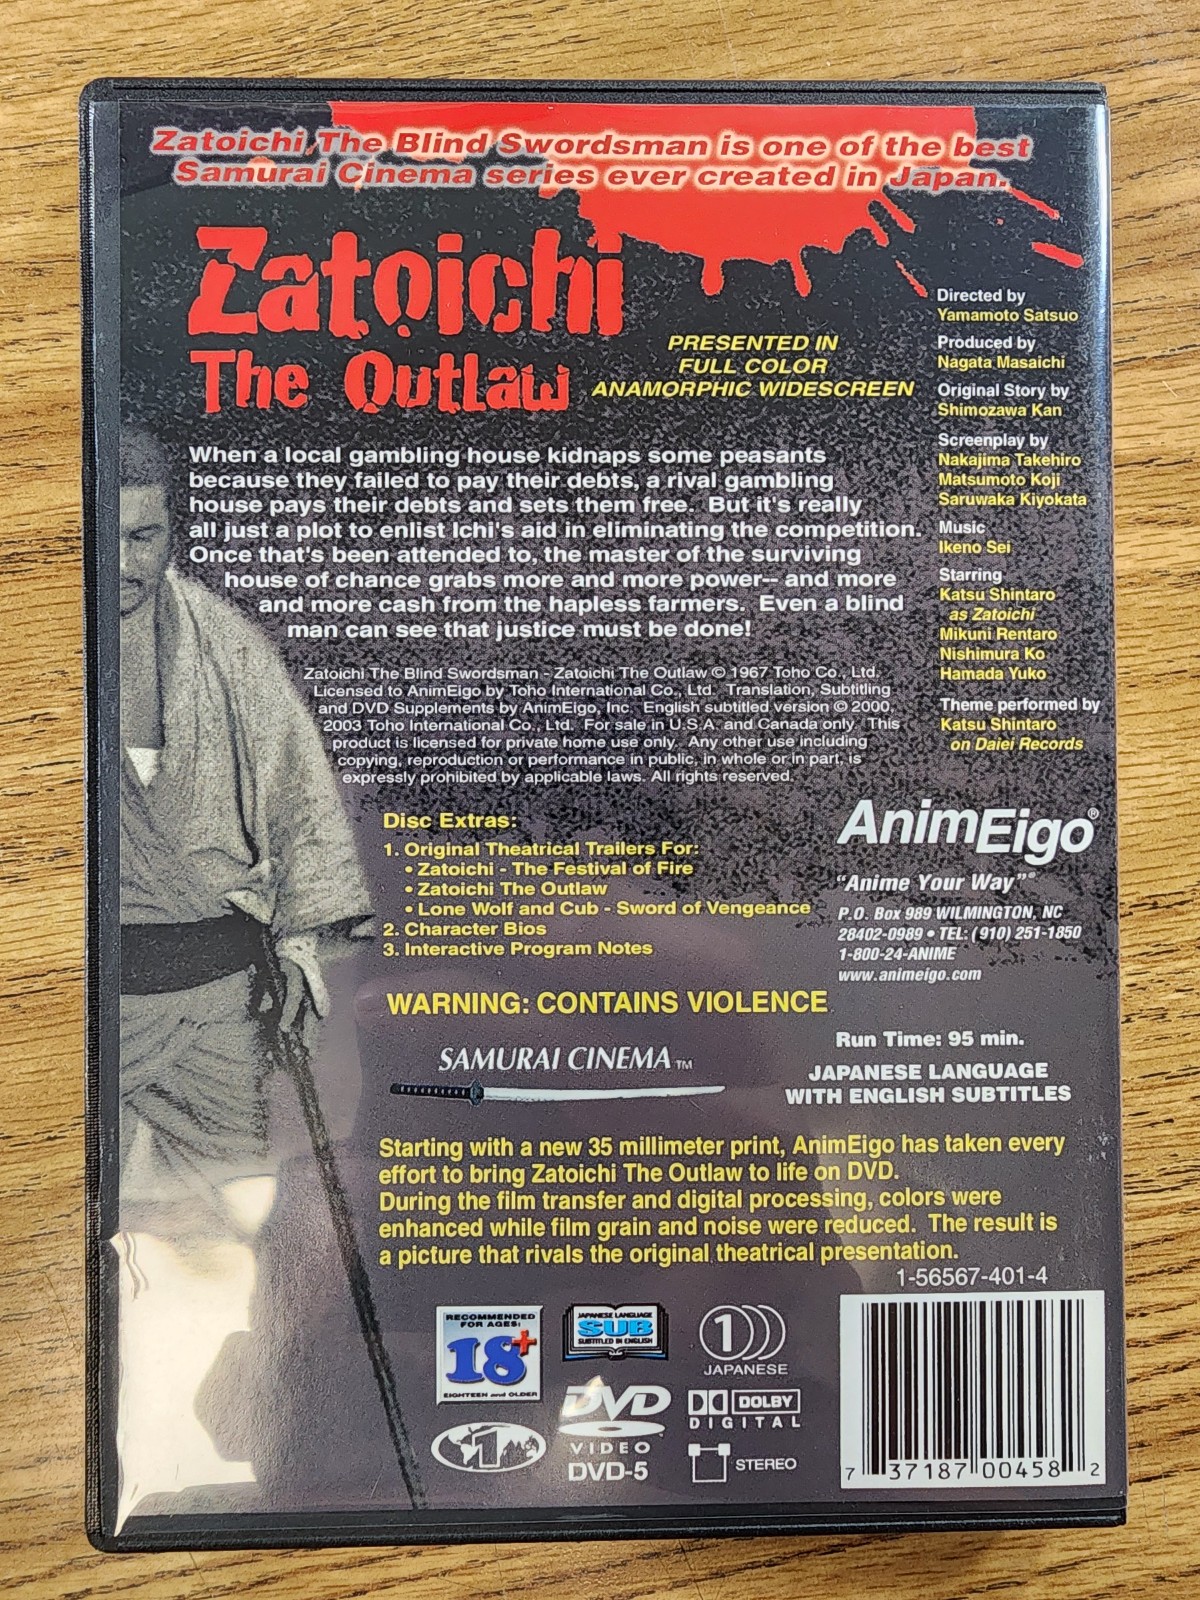 Zatoichi The Blind Swordsman is one of the best
Samurai Cinema series ever created in Japan.
Zatoichi
The Outlaw
PRESENTED IN
FULL COLOR
ANAMORPHIC WIDESCREEN
When a local gambling house kidnaps some peasants
because they failed to pay their debts, a rival gambling
house pays their debts and sets them free. But it's really
all just a plot to enlist Ichi's aid in eliminating the competition.
Once that's been attended to, the master of the surviving
house of chance grabs more and more power-- and more
and more cash from the hapless farmers. Even a blind
man can see that justice must be done!
Zatoichi The Blind Swordsman - Zatoichi The Outlaw © 1967 Toho Co., Ltd.
Licensed to AnimEigo by Toho International Co., Ltd. Translation, Subtitling
and DVD Supplements by AnimEigo, Inc. English subtitled version © 2000,
2003 Toho International Co., Ltd. For sale in U.S.A. and Canada only. This
product is licensed for private home use only. Any other use including
copying, reproduction or performance in public, in whole or in part, is
expressly prohibited by applicable laws. All rights reserved.
Directed by
Yamamoto Satsuo
Produced by
Nagata Masaichi
Original Story by
Shimozawa Kan
Screenplay by
Nakajima Takehiro
Matsumoto Koji
Saruwaka Kiyokata
Music
Ikeno Sei
Starring
Katsu Shintaro
as Zatoichi
Mikuni Rentaro
Nishimura Ko
Hamada Yuko
Theme performed by
Katsu Shintaro
on Daiei Records
Disc Extras:
1. Original Theatrical Trailers For:
• Zatoichi - The Festival of Fire
• Zatoichi The Outlaw
• Lone Wolf and Cub - Sword of Vengeance
2. Character Bios
3. Interactive Program Notes
AnimEigo®
"Anime Your Way"®
P.O. Box 989 WILMINGTON, NC
28402-0989 • TEL: (910) 251-1850
1-800-24-ANIME
www.animeigo.com
WARNING: CONTAINS VIOLENCE
SAMURAI CINEMA TM
Run Time: 95 min.
JAPANESE LANGUAGE
WITH ENGLISH SUBTITLES
Starting with a new 35 millimeter print, AnimEigo has taken every
effort to bring Zatoichi The Outlaw to life on DVD.
During the film transfer and digital processing, colors were
enhanced while film grain and noise were reduced. The result is
a picture that rivals the original theatrical presentation.
1-56567-401-4
RECOMMENDED
FOR AGES:
18+
EIGHTEEN and OLDER
JAPANESE LANGUAGE
SUB
SUBTITLED IN ENGLISH
1
JAPANESE
1
DVD
VIDEO
DVD-5
DOLBY
DIGITAL
STEREO
7 37187 00458 2